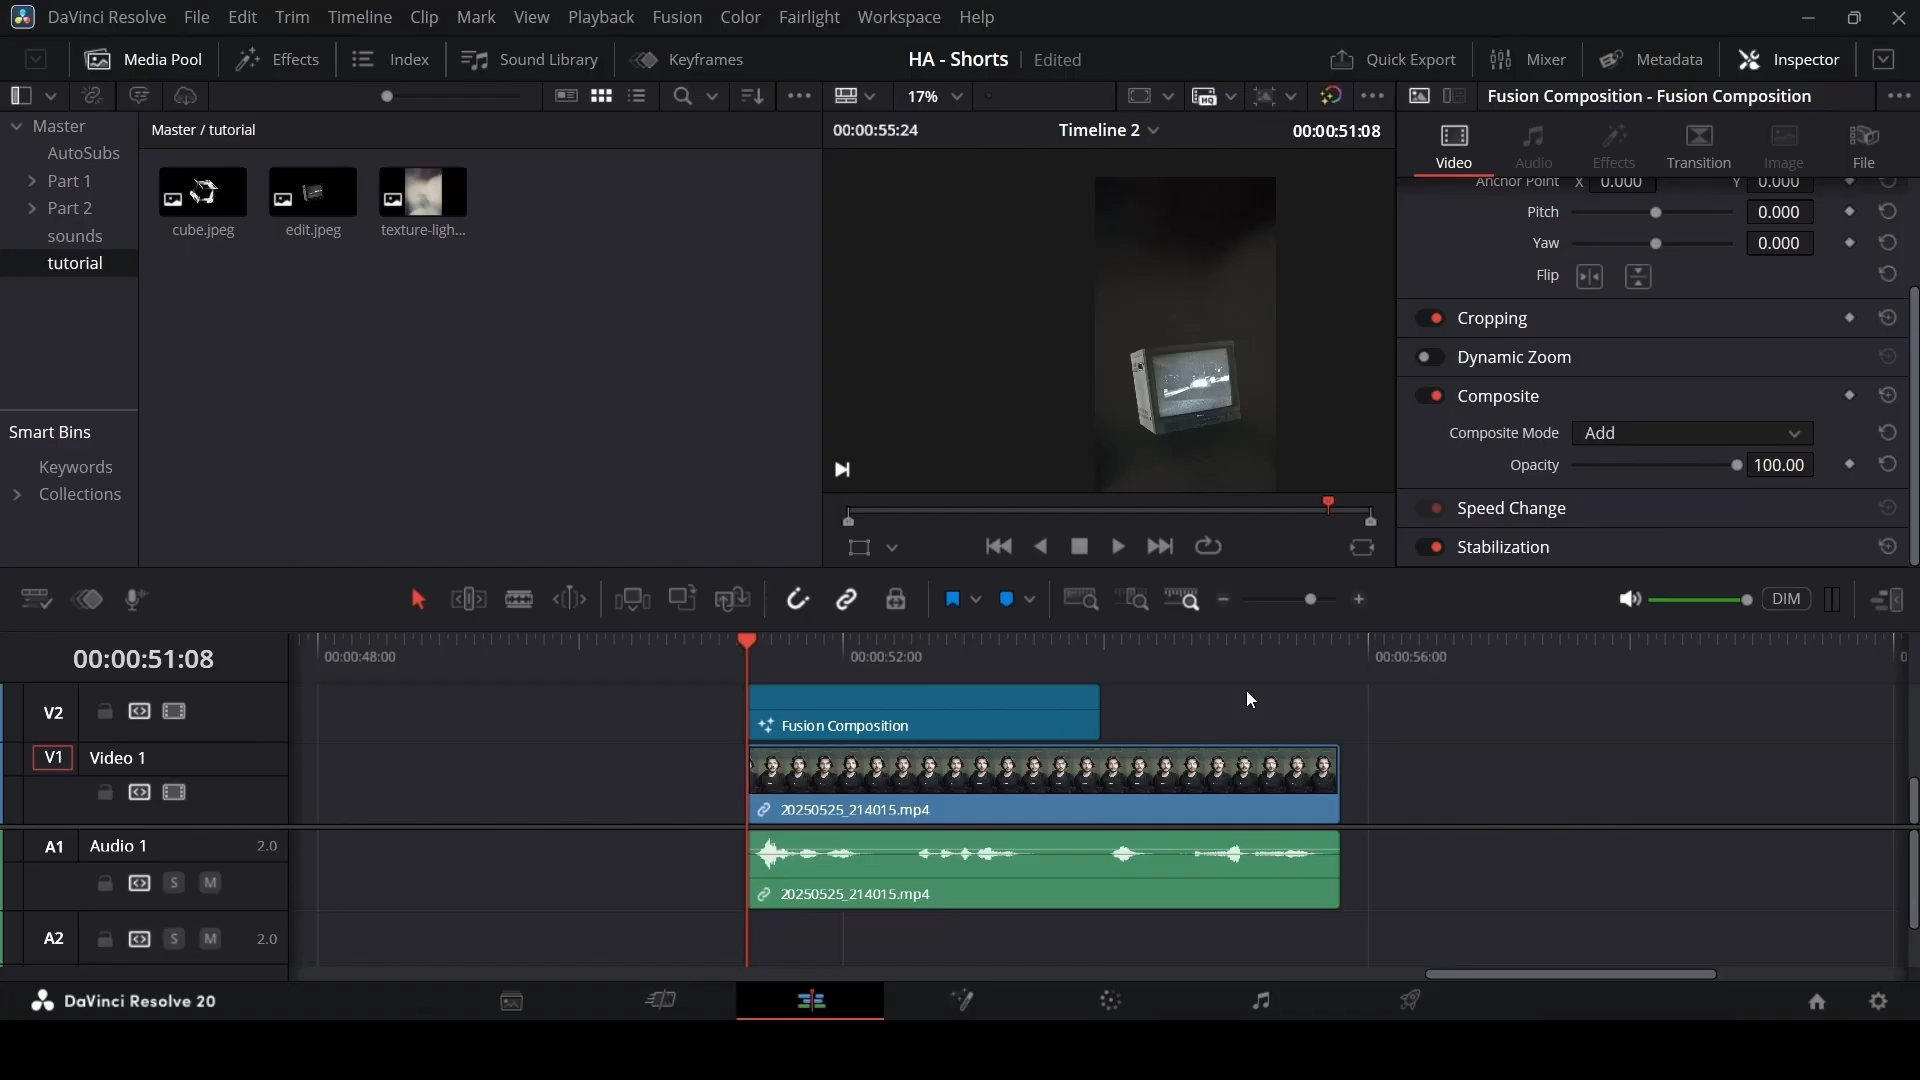 DaVinci Resolve File Edit Trim Timeline Clip Mark View Playback Fusion Color Fairlight Workspace Help
Media Pool Effects Index Sound Library Keyframes HA - Shorts Edited Quick Export Mixer Metadata Inspector
17% HQ Fusion Composition - Fusion Composition
Master Master / tutorial 00:00:55:24 Timeline 2 00:00:51:08
AutoSubs
Part 1 Video Audio Effects Transition Image File
Anchor Point X 0.000 Y 0.000
Part 2 Pitch 0.000
sounds cube.jpeg edit.jpeg texture-ligh... Yaw 0.000
tutorial Flip
Cropping
Dynamic Zoom
Composite
Smart Bins Composite Mode Add
Keywords Opacity 100.00
Collections
Speed Change
Stabilization
DIM
00:00:51:08 00:00:48:00 00:00:52:00 00:00:56:00 0
V2 Fusion Composition
V1 Video 1
20250525_214015.mp4
A1 Audio 1 2.0
S M 20250525_214015.mp4
A2 S M 2.0
DaVinci Resolve 20